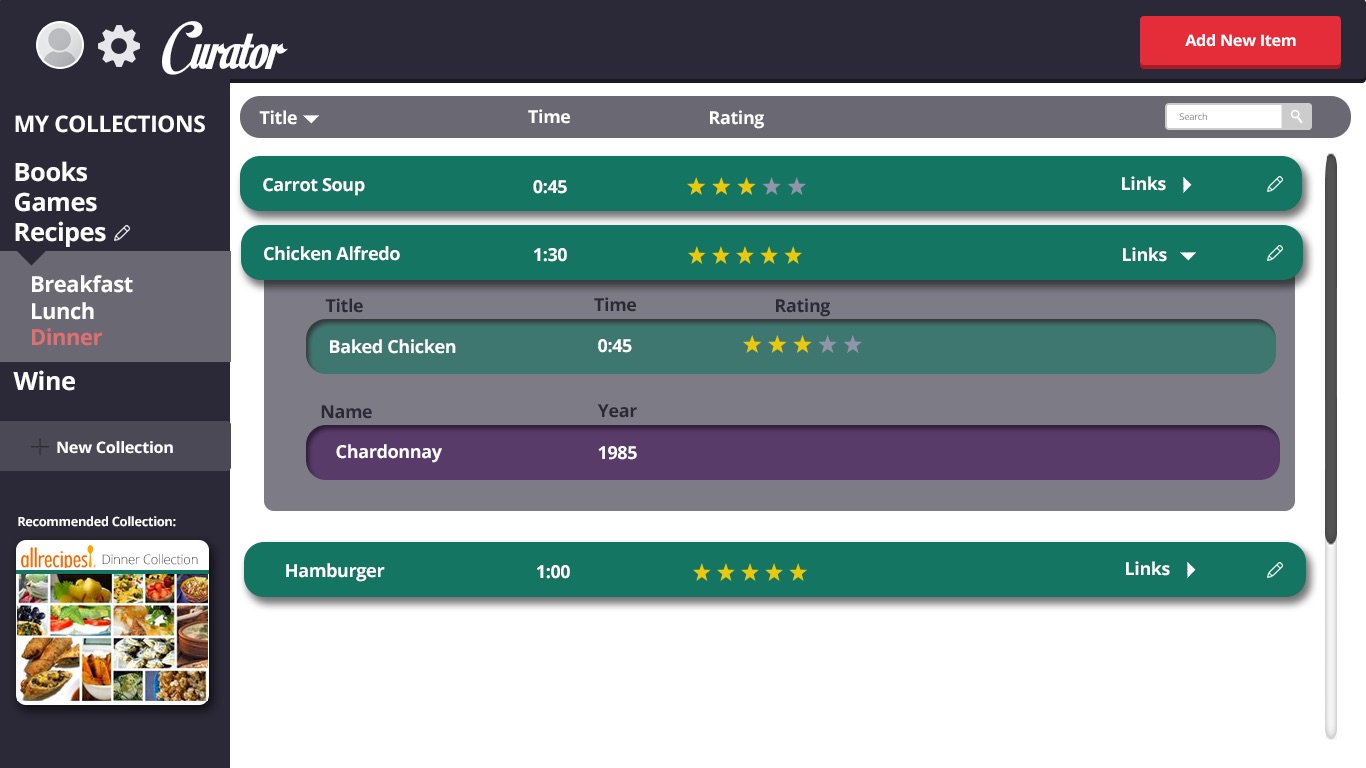 Curator
Add New Item
MY COLLECTIONS
Books
Games
Recipes
Breakfast
Lunch
Dinner
Wine
New Collection
Recommended Collection:
allrecipes! Dinner Collection
Title Time Rating Search
Carrot Soup 0:45 Links
Chicken Alfredo 1:30 Links
Title Time Rating
Baked Chicken 0:45
Name Year
Chardonnay 1985
Hamburger 1:00 Links